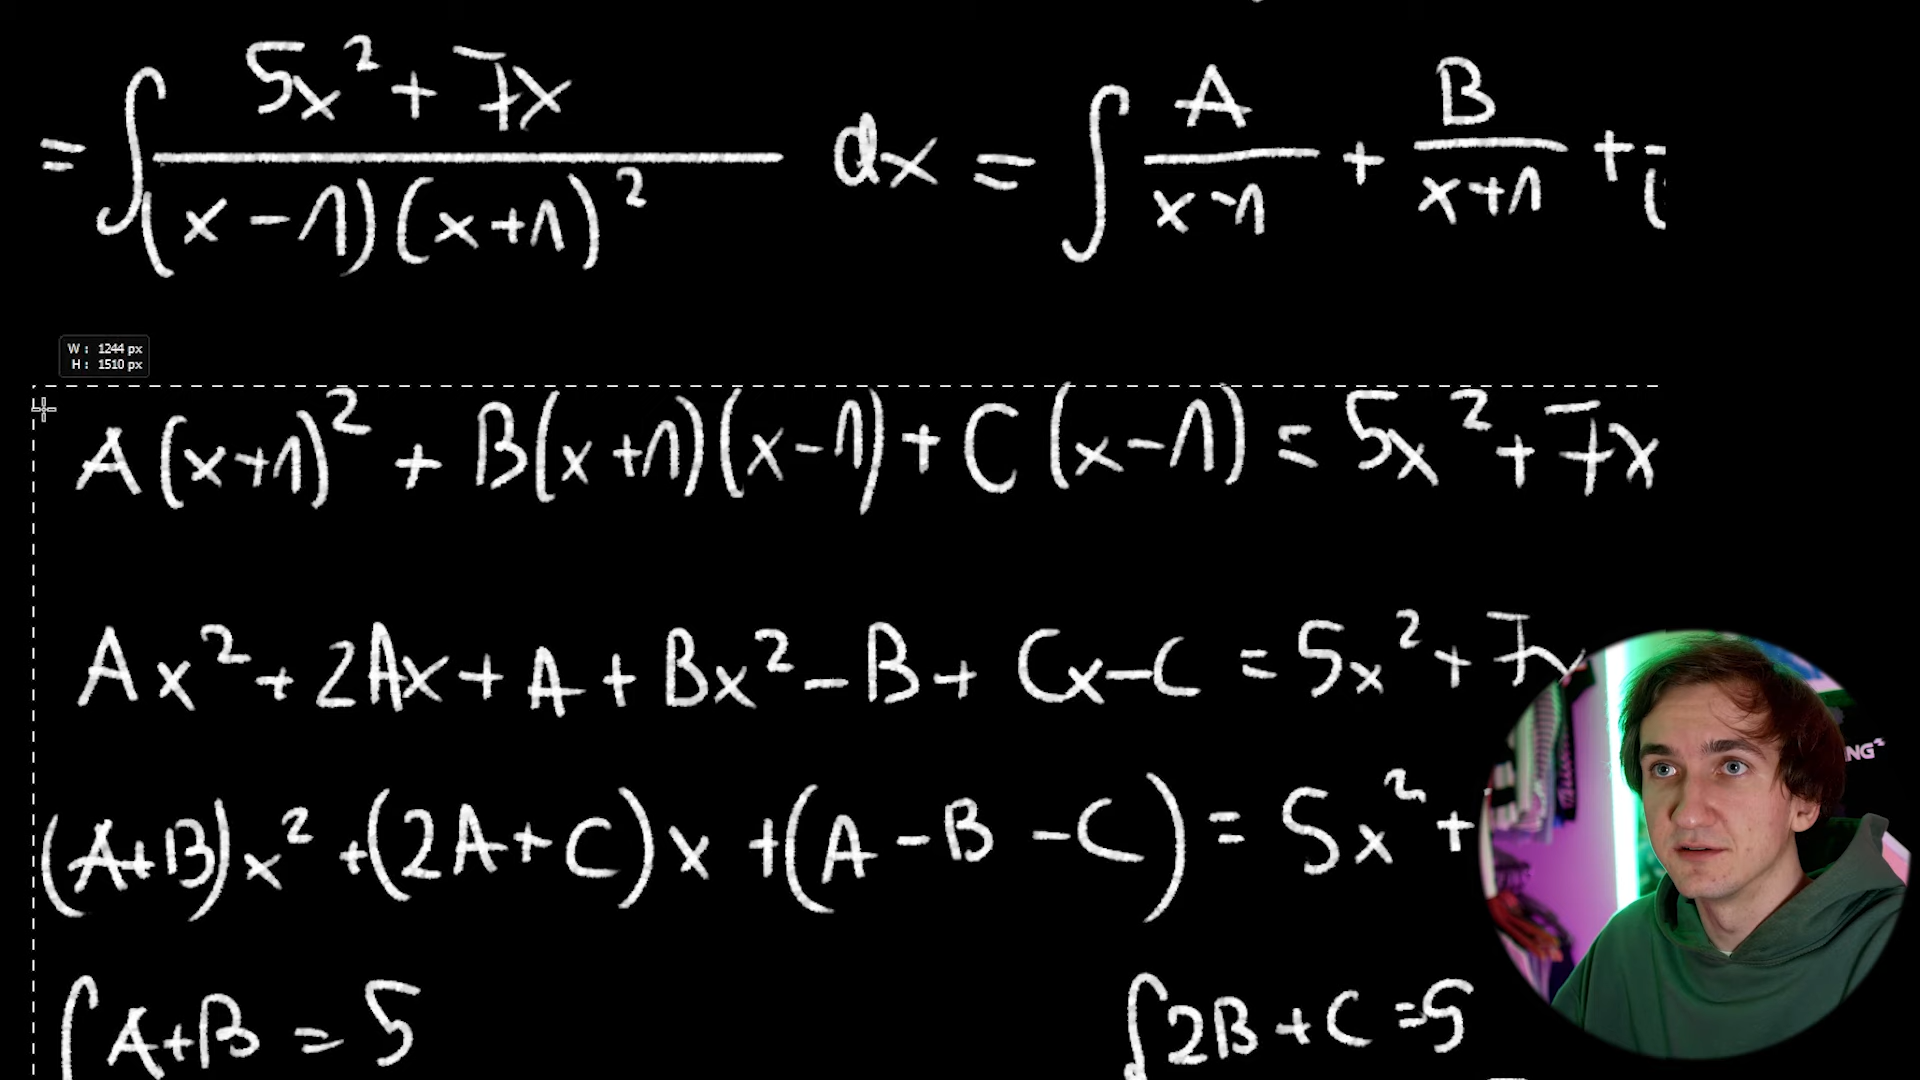 = ∫ 5x² + 7x / (x-1)(x+1)² dx = ∫ A / x-1 + B / x+1 +
W : 1244 px
H : 1510 px
A(x+1)² + B(x+1)(x-1) + C(x-1) = 5x² + 7x
Ax² + 2Ax + A + Bx² - B + Cx - C = 5x² + 7x
(A+B)x² + (2A+C)x + (A - B - C) = 5x² +
A+B = 5
2B + C = 5
NG²